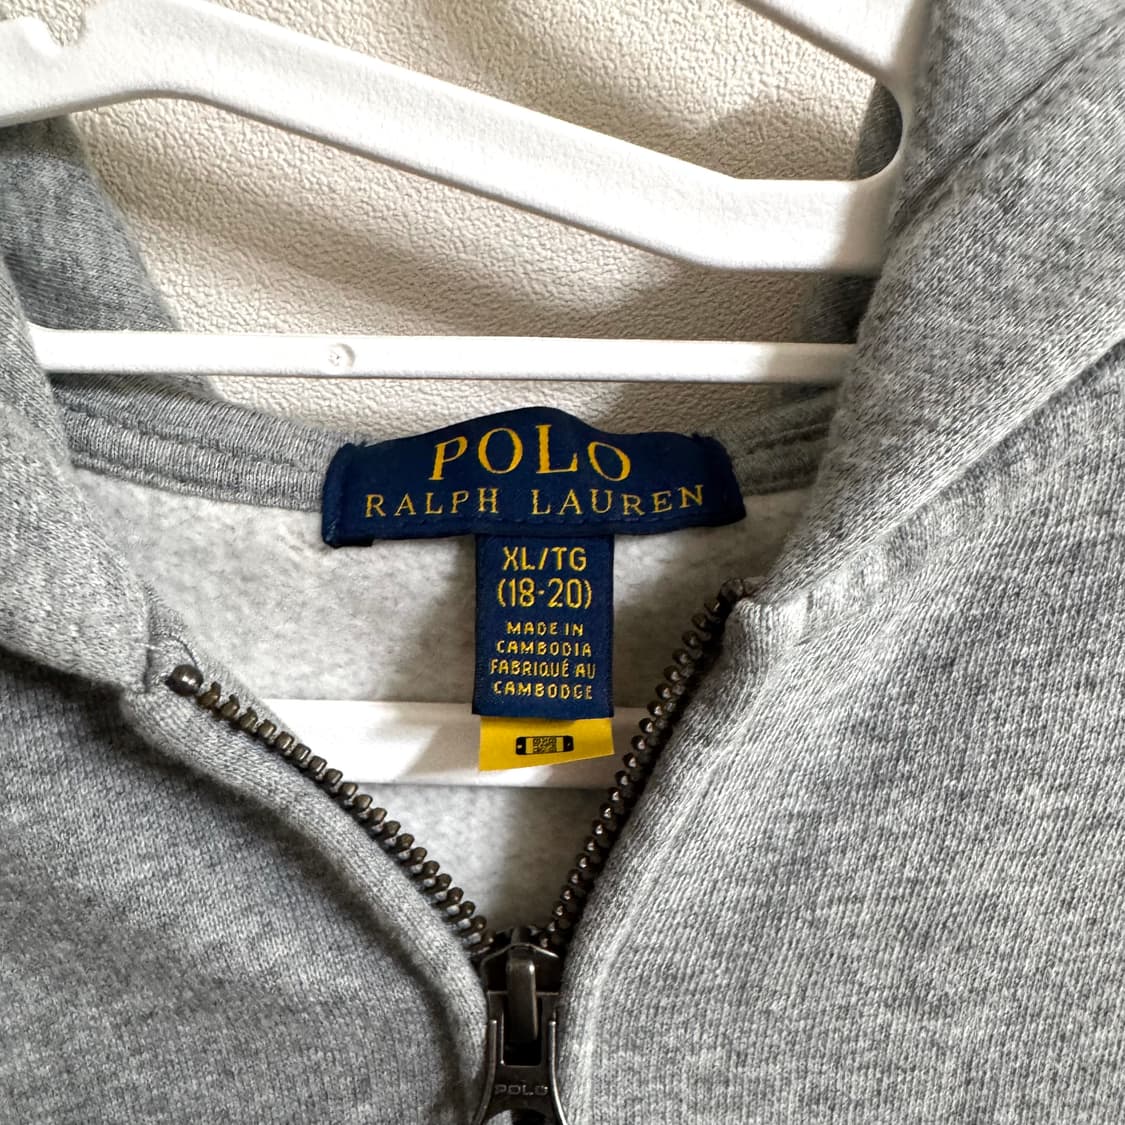 POLO
RALPH LAUREN
XL/TG
(18-20)
MADE IN
CAMBODIA
FABRIQUÉ AU
CAMBODGE
POLO